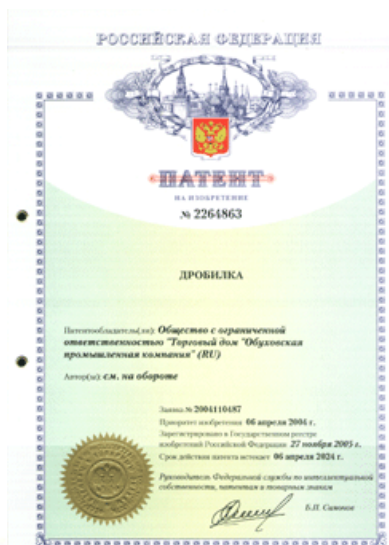 РОССИЙСКАЯ ФЕДЕРАЦИЯ
ПАТЕНТ
НА ИЗОБРЕТЕНИЕ
№ 2264863
ДРОБИЛКА
Патентообладатель(ли): Общество с ограниченной
ответственностью "Торговый дом "Обуховская
промышленная компания" (RU)
Автор(ы): см. на обороте
Заявка № 2004110487
Приоритет изобретения 06 апреля 2004 г.
Зарегистрировано в Государственном реестре
изобретений Российской Федерации 27 ноября 2005 г.
Срок действия патента истекает 06 апреля 2024 г.
Руководитель Федеральной службы по интеллектуальной
собственности, патентам и товарным знакам
Б.П. Симонов